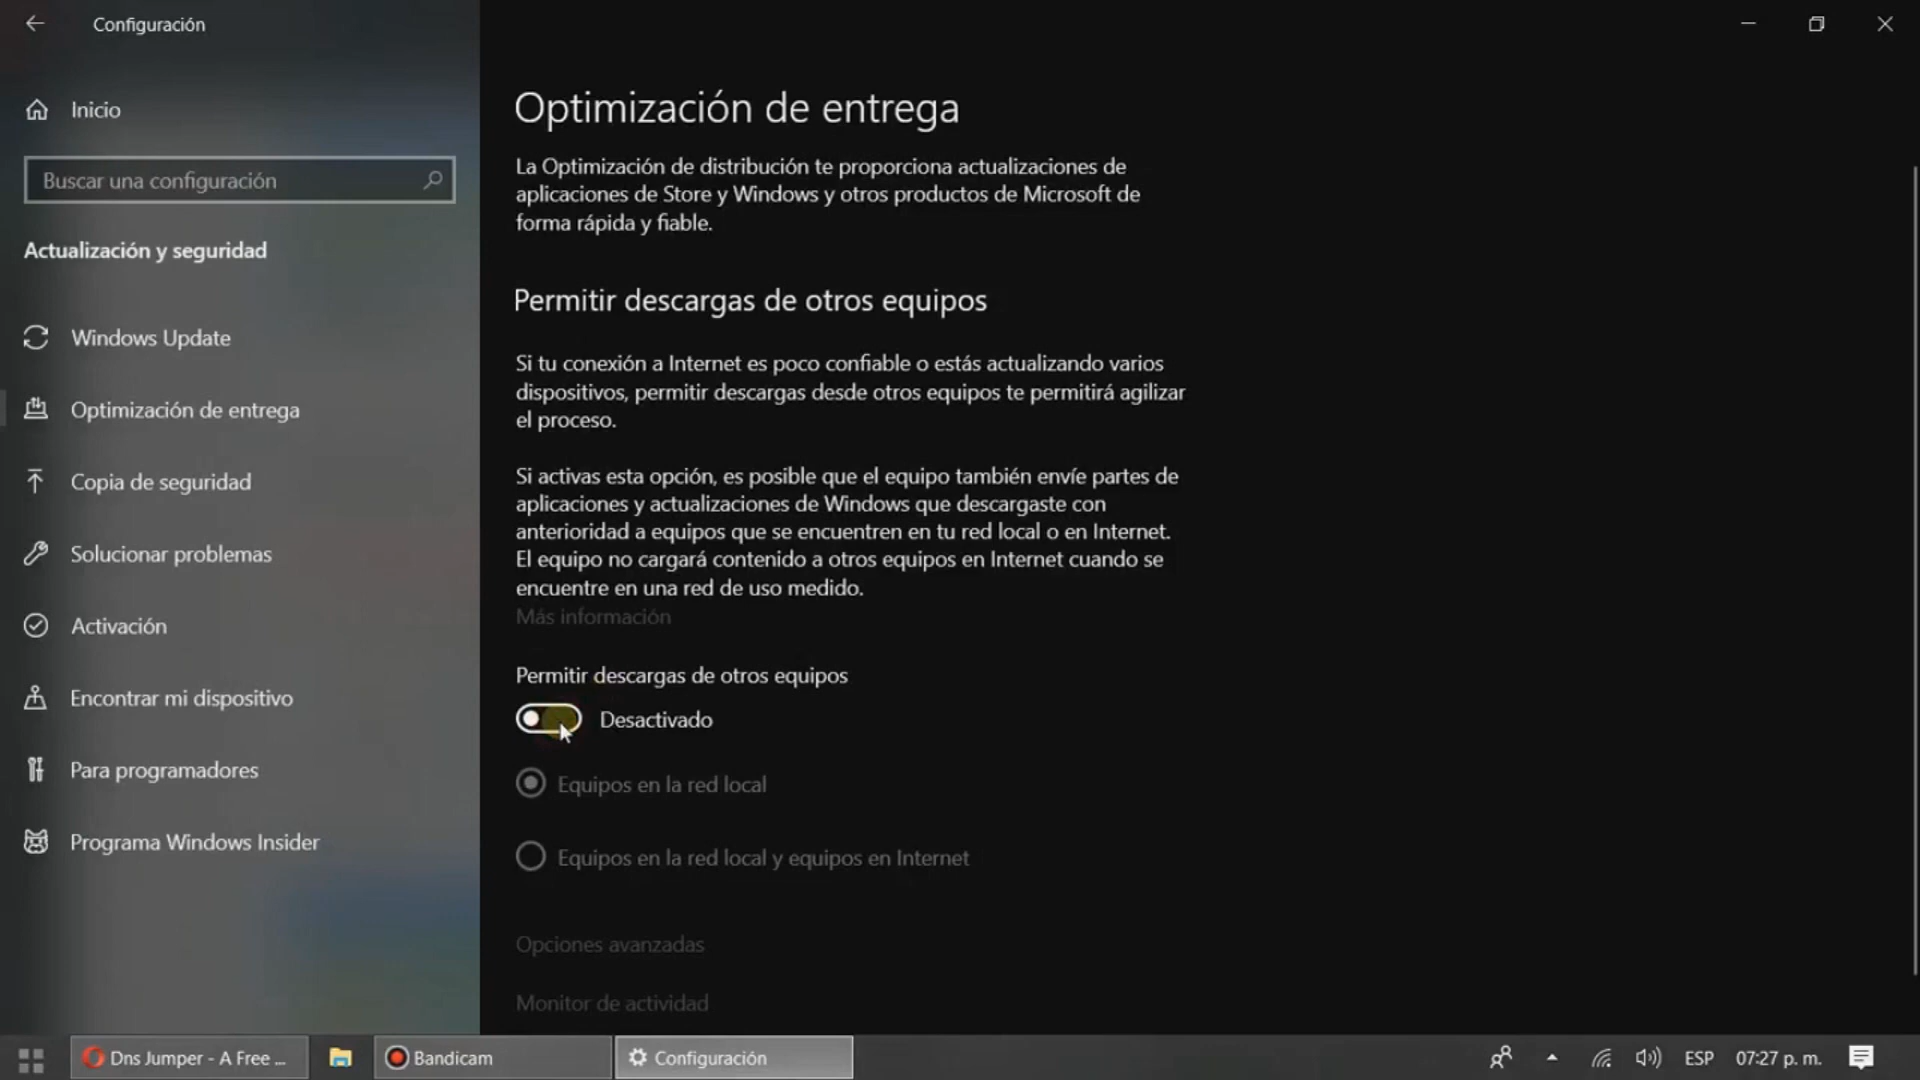 Configuración
Inicio
Buscar una configuración
Actualización y seguridad
Windows Update
Optimización de entrega
Copia de seguridad
Solucionar problemas
Activación
Encontrar mi dispositivo
Para programadores
Programa Windows Insider
Optimización de entrega
La Optimización de distribución te proporciona actualizaciones de
aplicaciones de Store y Windows y otros productos de Microsoft de
forma rápida y fiable.
Permitir descargas de otros equipos
Si tu conexión a Internet es poco confiable o estás actualizando varios
dispositivos, permitir descargas desde otros equipos te permitirá agilizar
el proceso.
Si activas esta opción, es posible que el equipo también envíe partes de
aplicaciones y actualizaciones de Windows que descargaste con
anterioridad a equipos que se encuentren en tu red local o en Internet.
El equipo no cargará contenido a otros equipos en Internet cuando se
encuentre en una red de uso medido.
Más información
Permitir descargas de otros equipos
Desactivado
Equipos en la red local
Equipos en la red local y equipos en Internet
Opciones avanzadas
Monitor de actividad
Dns Jumper - A Free ...
Bandicam
Configuración
ESP
07:27 p. m.